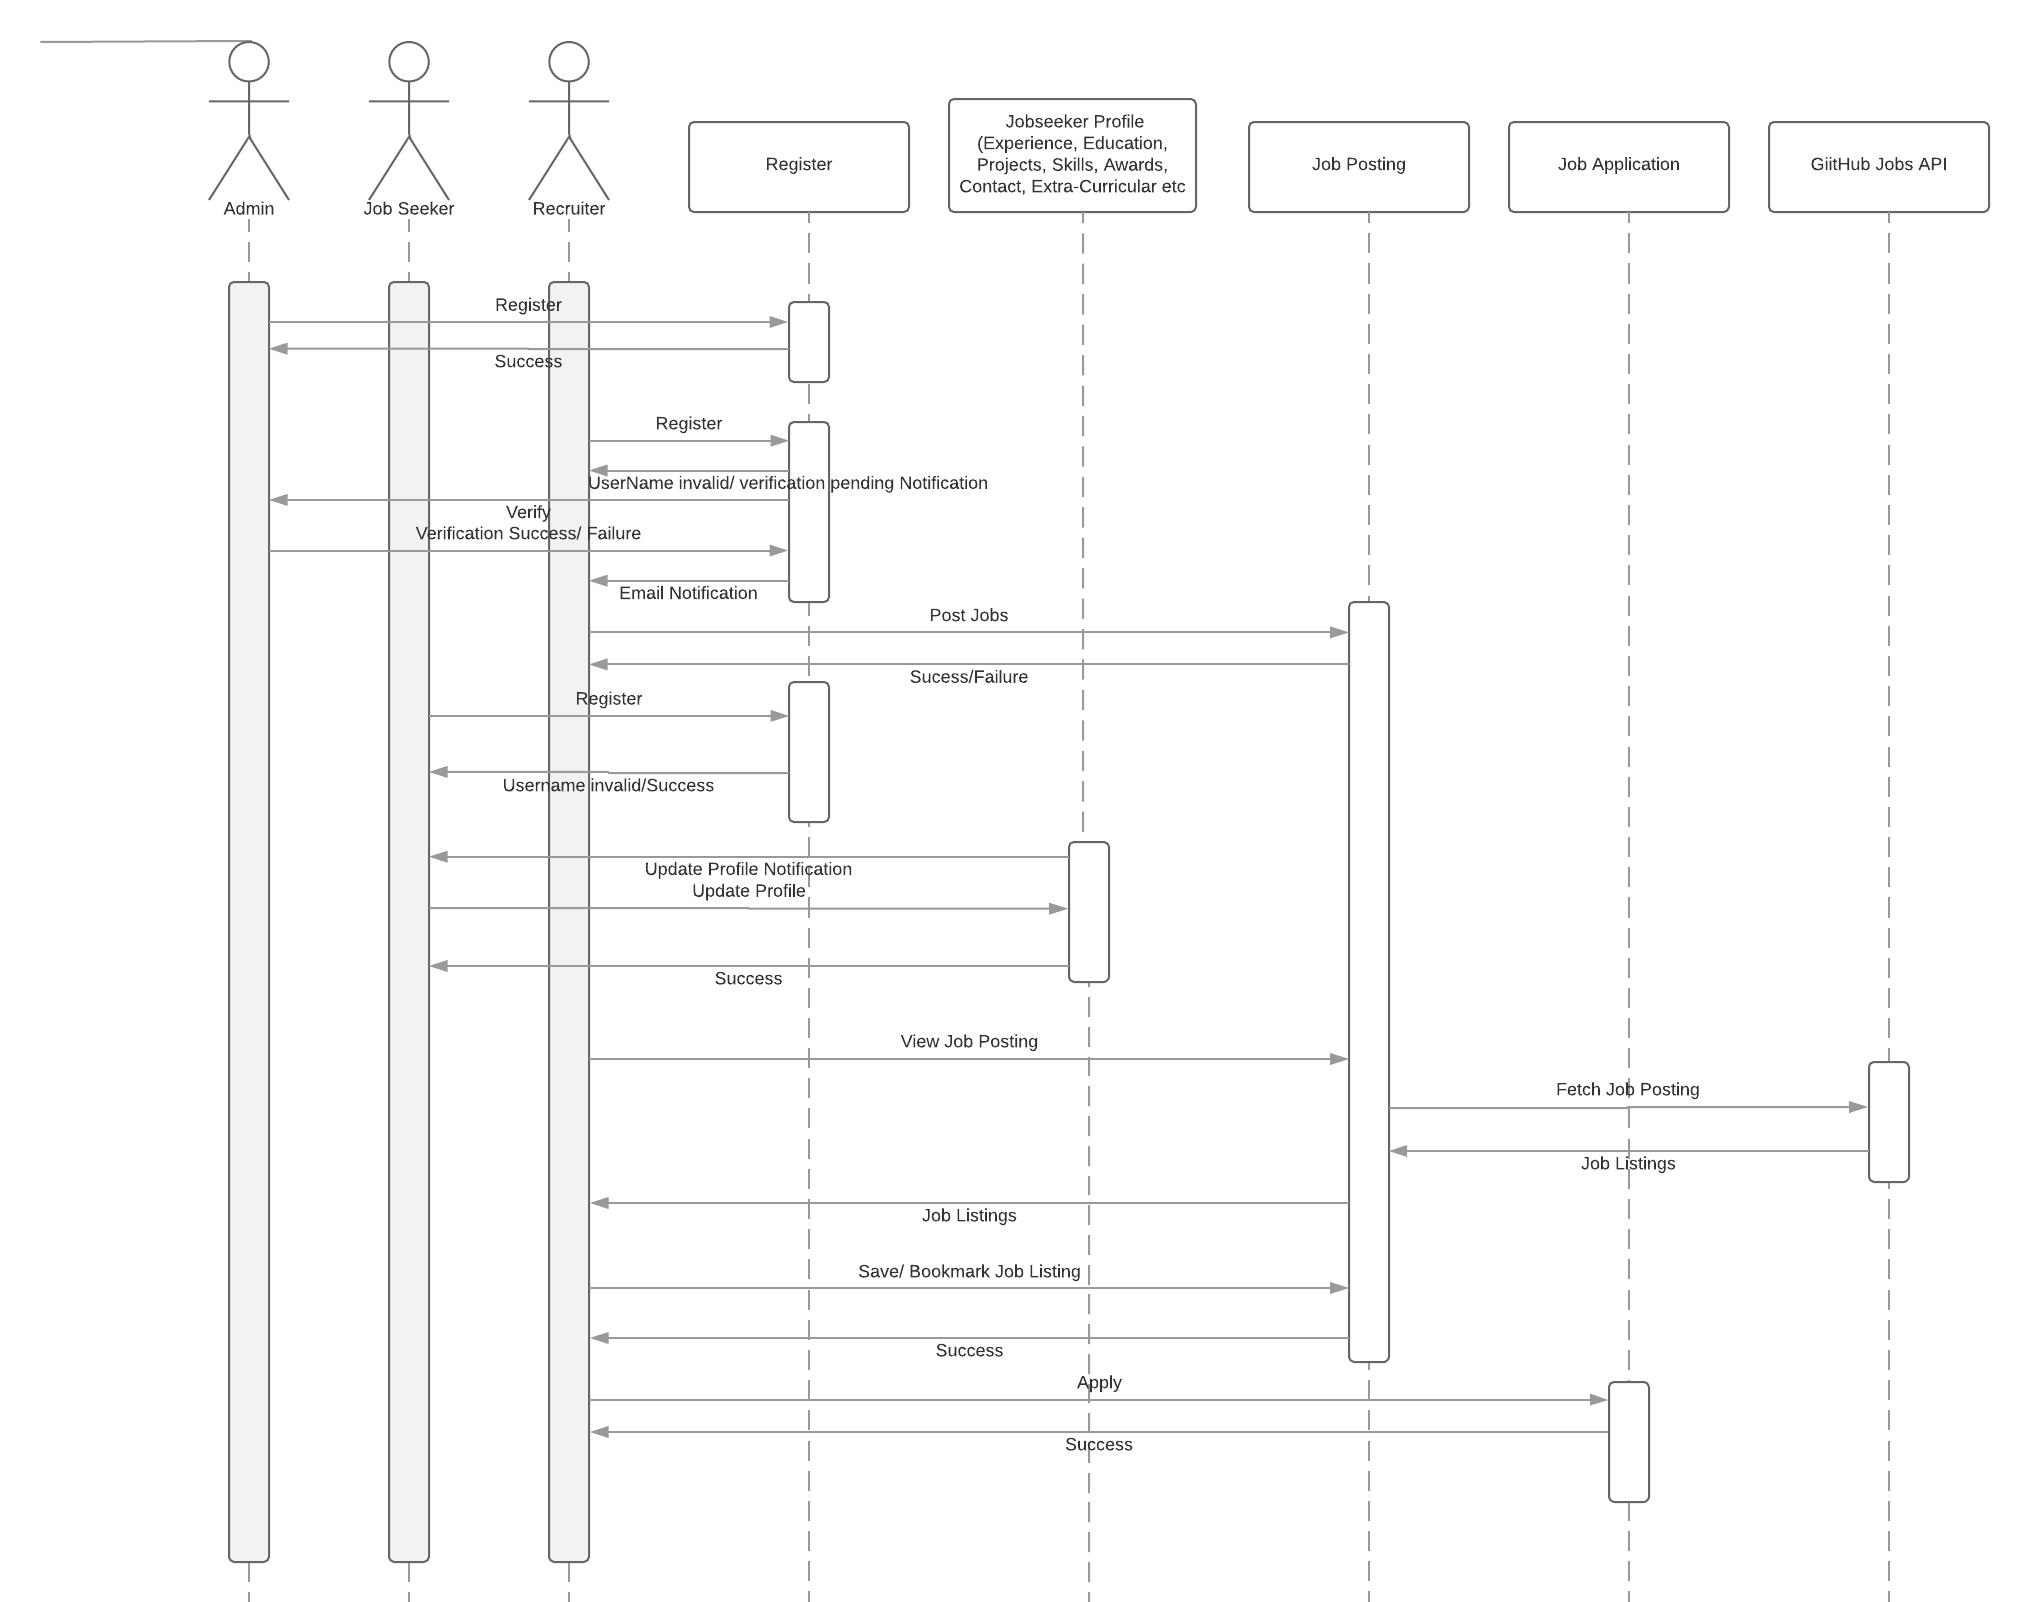 Admin
Job Seeker
Recruiter
Register
Jobseeker Profile
(Experience, Education,
Projects, Skills, Awards,
Contact, Extra-Curricular etc
Job Posting
Job Application
GiitHub Jobs API
Register
Success
Register
UserName invalid/ verification pending Notification
Verify
Verification Success/ Failure
Email Notification
Post Jobs
Sucess/Failure
Register
Username invalid/Success
Update Profile Notification
Update Profile
Success
View Job Posting
Fetch Job Posting
Job Listings
Job Listings
Save/ Bookmark Job Listing
Success
Apply
Success